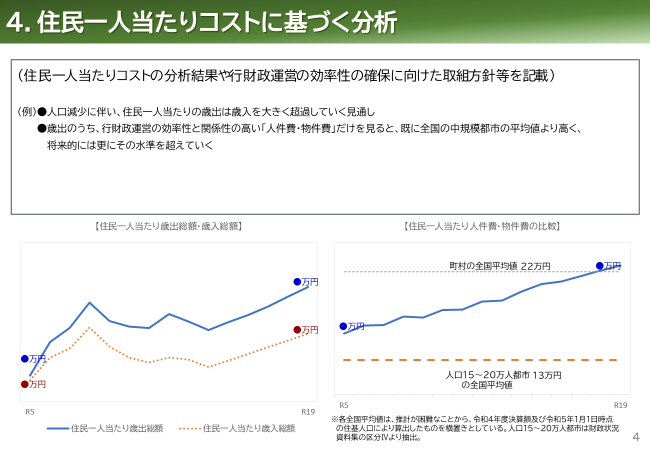 4. 住民一人当たりコストに基づく分析
(住民一人当たりコストの分析結果や行財政運営の効率性の確保に向けた取組方針等を記載)
(例)●人口減少に伴い、住民一人当たりの歳出は歳入を大きく超過していく見通し
●歳出のうち、行財政運営の効率性と関係性の高い「人件費・物件費」だけを見ると、既に全国の中規模都市の平均値より高く、
将来的には更にその水準を超えていく
【住民一人当たり歳出総額・歳入総額】
●万円
●万円
●万円
●万円
R5
R19
住民一人当たり歳出総額
住民一人当たり歳入総額
【住民一人当たり人件費・物件費の比較】
町村の全国平均値 22万円
●万円
●万円
人口15~20万人都市 13万円
の全国平均値
R5
R19
※各全国平均値は、推計が困難なことから、令和4年度決算額及び令和5年1月1日時点
の住基人口により算出したものを横置きとしている。人口15~20万人都市は財政状況
資料集の区分Ⅳより抽出。
4